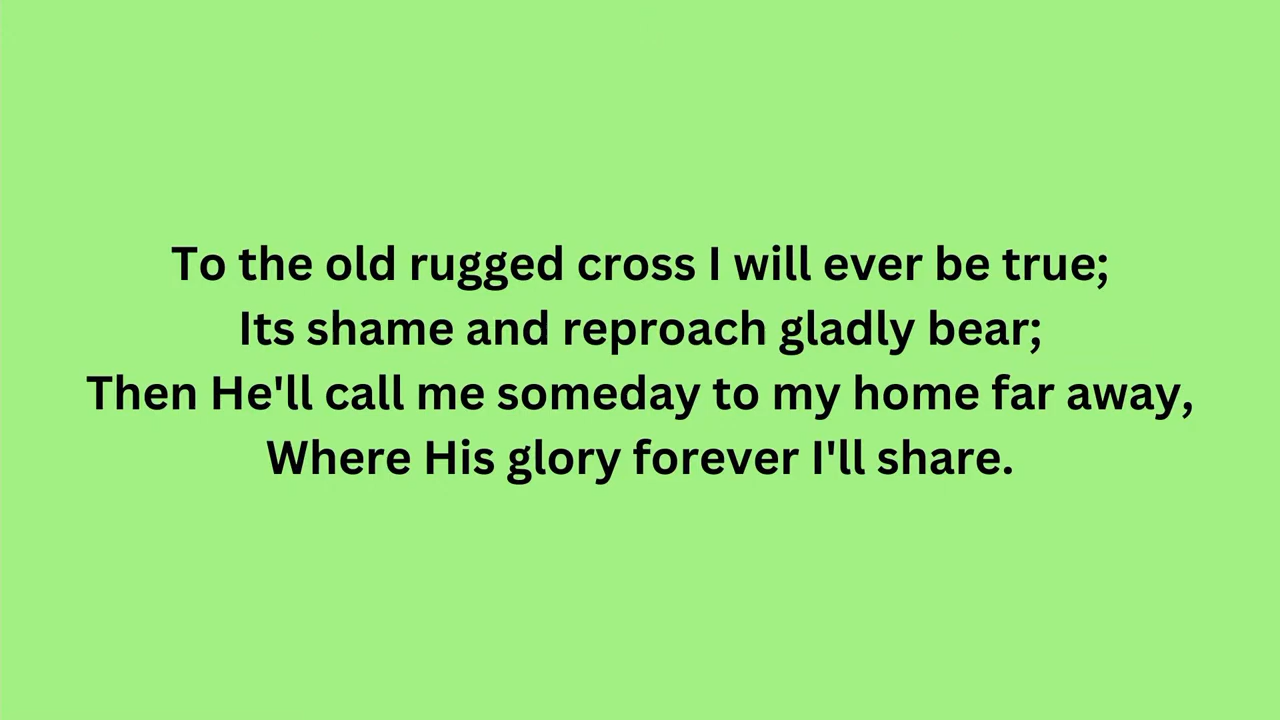 To the old rugged cross I will ever be true;
Its shame and reproach gladly bear;
Then He'll call me someday to my home far away,
Where His glory forever I'll share.